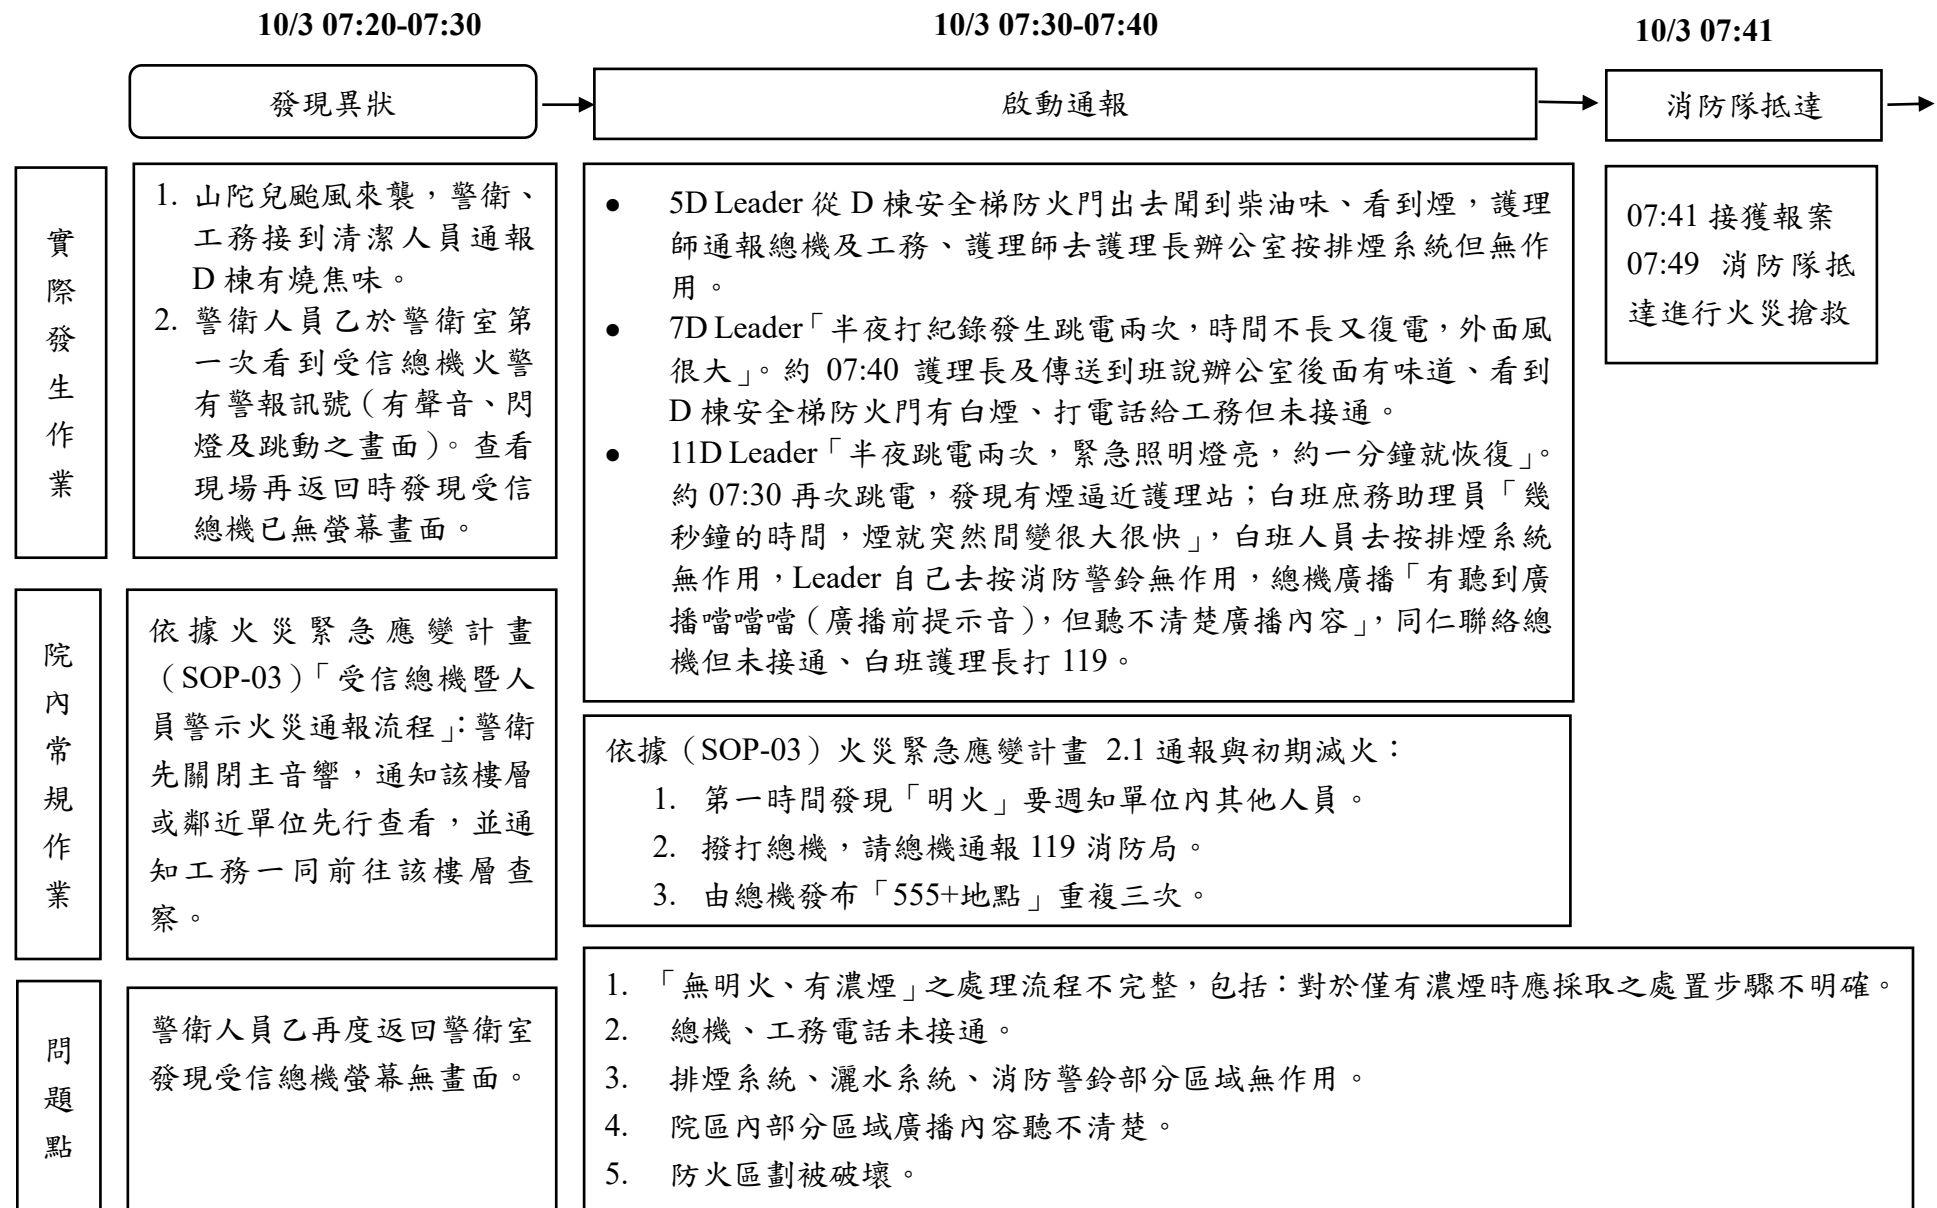 10/3 07:20-07:30
10/3 07:30-07:40
10/3 07:41
發現異狀
啟動通報
消防隊抵達
實際發生作業
1. 山陀兒颱風來襲，警衛、
工務接到清潔人員通報
D 棟有燒焦味。
2. 警衛人員乙於警衛室第
一次看到受信總機火警
有警報訊號（有聲音、閃
燈及跳動之畫面）。查看
現場再返回時發現受信
總機已無螢幕畫面。
● 5D Leader 從 D 棟安全梯防火門出去聞到柴油味、看到煙，護理
師通報總機及工務、護理師去護理長辦公室按排煙系統但無作
用。
● 7D Leader「半夜打紀錄發生跳電兩次，時間不長又復電，外面風
很大」。約 07:40 護理長及傳送到班說辦公室後面有味道、看到
D 棟安全梯防火門有白煙、打電話給工務但未接通。
● 11D Leader「半夜跳電兩次，緊急照明燈亮，約一分鐘就恢復」。
約 07:30 再次跳電，發現有煙逼近護理站；白班庶務助理員「幾
秒鐘的時間，煙就突然間變很大很快」，白班人員去按排煙系統
無作用，Leader 自己去按消防警鈴無作用，總機廣播「有聽到廣
播噹噹噹（廣播前提示音），但聽不清楚廣播內容」，同仁聯絡總
機但未接通、白班護理長打 119。
07:41 接獲報案
07:49 消防隊抵
達進行火災搶救
院內常規作業
依據火災緊急應變計畫
（SOP-03）「受信總機暨人
員警示火災通報流程」：警衛
先關閉主音響，通知該樓層
或鄰近單位先行查看，並通
知工務一同前往該樓層查
察。
依據（SOP-03）火災緊急應變計畫 2.1 通報與初期滅火：
1. 第一時間發現「明火」要週知單位內其他人員。
2. 撥打總機，請總機通報 119 消防局。
3. 由總機發布「555+地點」重複三次。
問題點
警衛人員乙再度返回警衛室
發現受信總機螢幕無畫面。
1. 「無明火、有濃煙」之處理流程不完整，包括：對於僅有濃煙時應採取之處置步驟不明確。
2. 總機、工務電話未接通。
3. 排煙系統、灑水系統、消防警鈴部分區域無作用。
4. 院區內部分區域廣播內容聽不清楚。
5. 防火區劃被破壞。